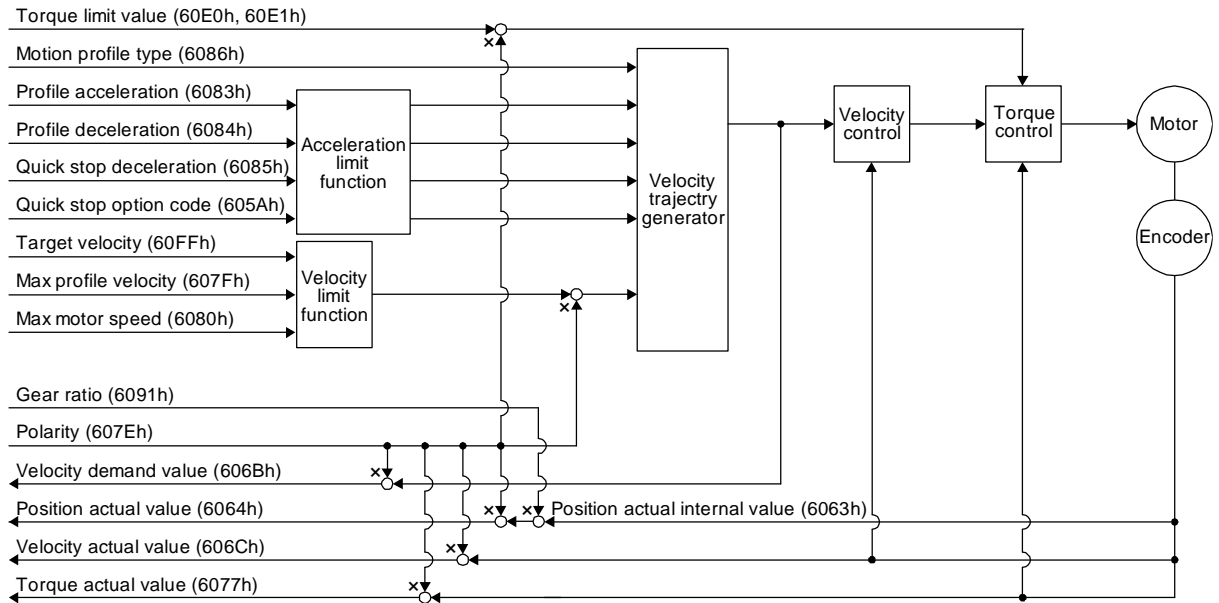 Torque limit value (60E0h, 60E1h)
×
Motion profile type (6086h)
Profile acceleration (6083h)
Profile deceleration (6084h)
Quick stop deceleration (6085h)
Quick stop option code (605Ah)
Acceleration
limit
function
Target velocity (60FFh)
Max profile velocity (607Fh)
Max motor speed (6080h)
Velocity
limit
function
×
Velocity
trajectry
generator
Velocity
control
Torque
control
Motor
Encoder
Gear ratio (6091h)
Polarity (607Eh)
Velocity demand value (606Bh)
×
Position actual value (6064h)
×
×
Position actual internal value (6063h)
Velocity actual value (606Ch)
×
Torque actual value (6077h)
×